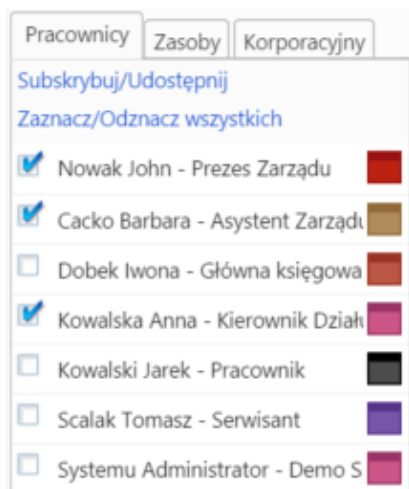 Pracownicy Zasoby Korporacyjny
Subskrybuj/Udostępnij
Zaznacz/Odznacz wszystkich
Nowak John - Prezes Zarządu
Cacko Barbara - Asystent Zarządu
Dobek Iwona - Główna księgowa
Kowalska Anna - Kierownik Dział
Kowalski Jarek - Pracownik
Scalak Tomasz - Serwisant
Systemu Administrator - Demo S